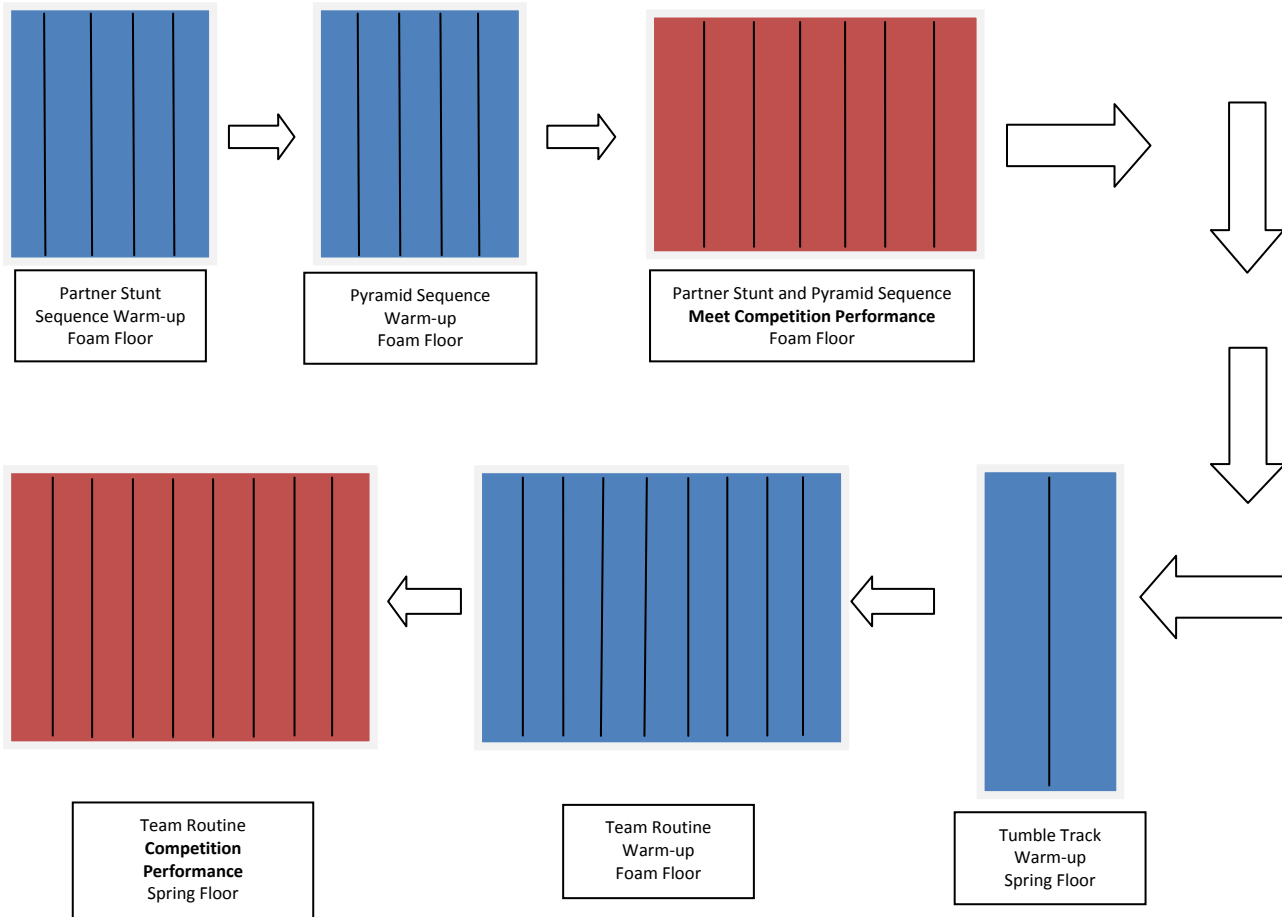 Partner Stunt
Sequence Warm-up
Foam Floor
Pyramid Sequence
Warm-up
Foam Floor
Partner Stunt and Pyramid Sequence
Meet Competition Performance
Foam Floor
Team Routine
Competition
Performance
Spring Floor
Team Routine
Warm-up
Foam Floor
Tumble Track
Warm-up
Spring Floor